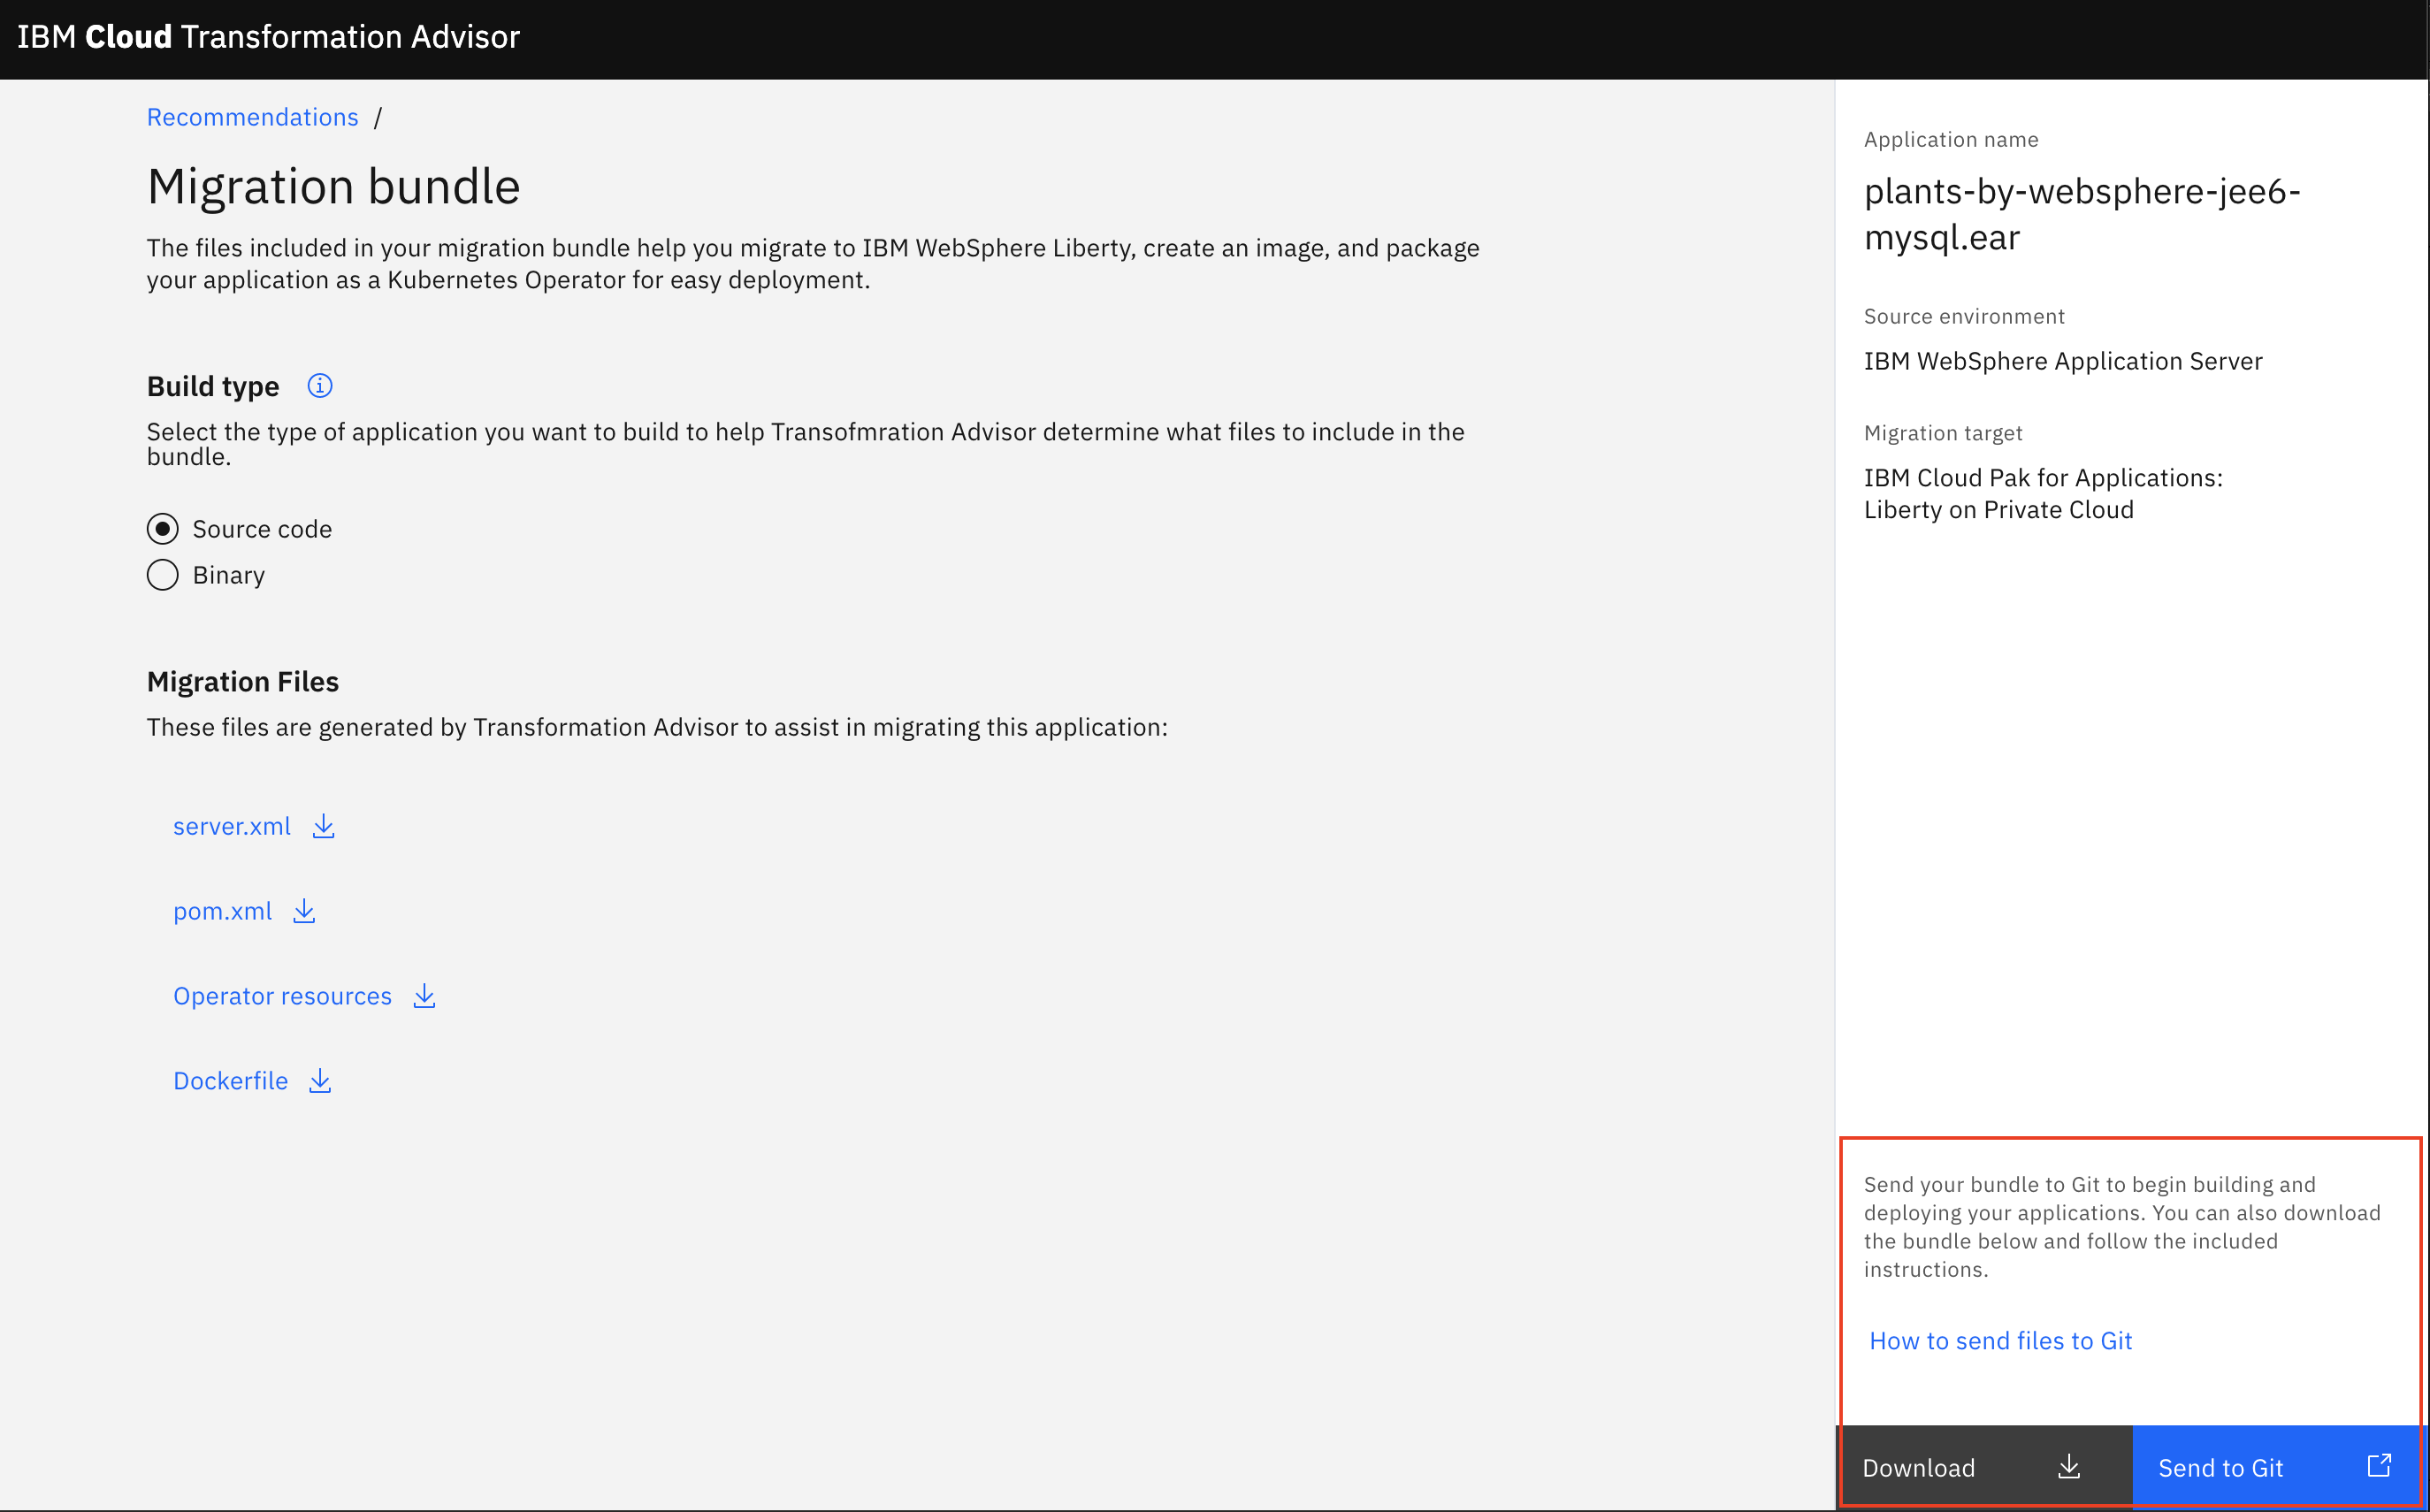 IBM Cloud Transformation Advisor
Recommendations /
Migration bundle
The files included in your migration bundle help you migrate to IBM WebSphere Liberty, create an image, and package
your application as a Kubernetes Operator for easy deployment.
Build type
Select the type of application you want to build to help Transofmration Advisor determine what files to include in the
bundle.
Source code
Binary
Migration Files
These files are generated by Transformation Advisor to assist in migrating this application:
server.xml
pom.xml
Operator resources
Dockerfile
Application name
plants-by-websphere-jee6-
mysql.ear
Source environment
IBM WebSphere Application Server
Migration target
IBM Cloud Pak for Applications:
Liberty on Private Cloud
Send your bundle to Git to begin building and
deploying your applications. You can also download
the bundle below and follow the included
instructions.
How to send files to Git
Download
Send to Git